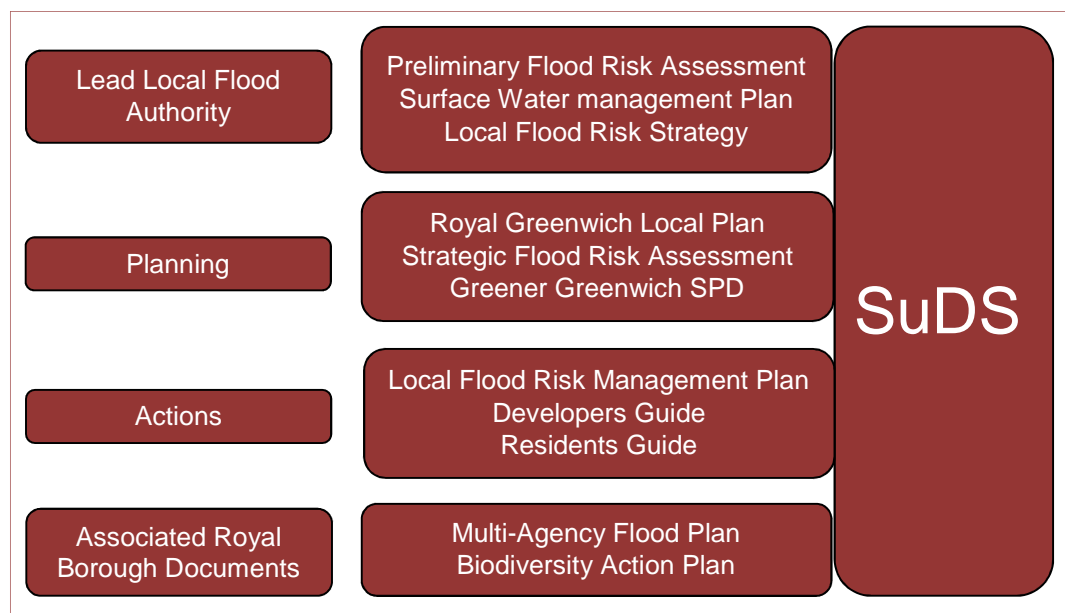 Lead Local Flood
Authority
Preliminary Flood Risk Assessment
Surface Water management Plan
Local Flood Risk Strategy
Planning
Royal Greenwich Local Plan
Strategic Flood Risk Assessment
Greener Greenwich SPD
SuDS
Actions
Local Flood Risk Management Plan
Developers Guide
Residents Guide
Associated Royal
Borough Documents
Multi-Agency Flood Plan
Biodiversity Action Plan